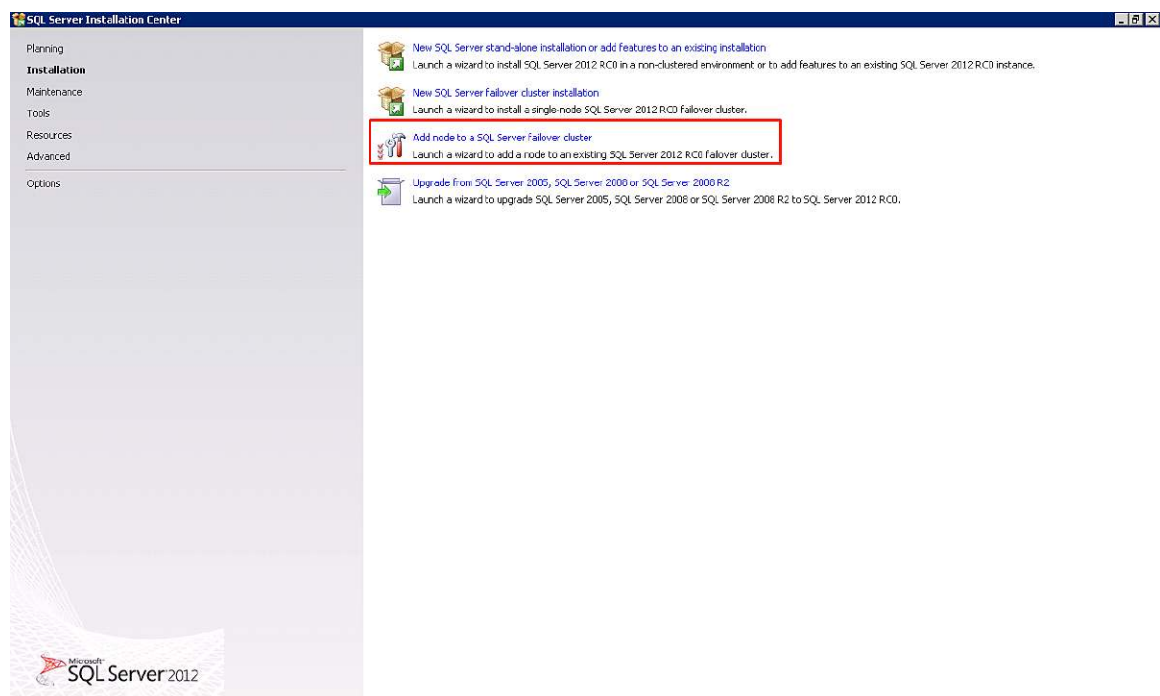 SQL Server Installation Center
Planning
Installation
Maintenance
Tools
Resources
Advanced
Options
New SQL Server stand-alone installation or add features to an existing installation
Launch a wizard to install SQL Server 2012 RC0 in a non-clustered environment or to add features to an existing SQL Server 2012 RC0 instance.
New SQL Server failover cluster installation
Launch a wizard to install a single-node SQL Server 2012 RC0 failover cluster.
Add node to a SQL Server failover cluster
Launch a wizard to add a node to an existing SQL Server 2012 RC0 failover cluster.
Upgrade from SQL Server 2005, SQL Server 2008 or SQL Server 2008 R2
Launch a wizard to upgrade SQL Server 2005, SQL Server 2008 or SQL Server 2008 R2 to SQL Server 2012 RC0.
Microsoft
SQL Server 2012